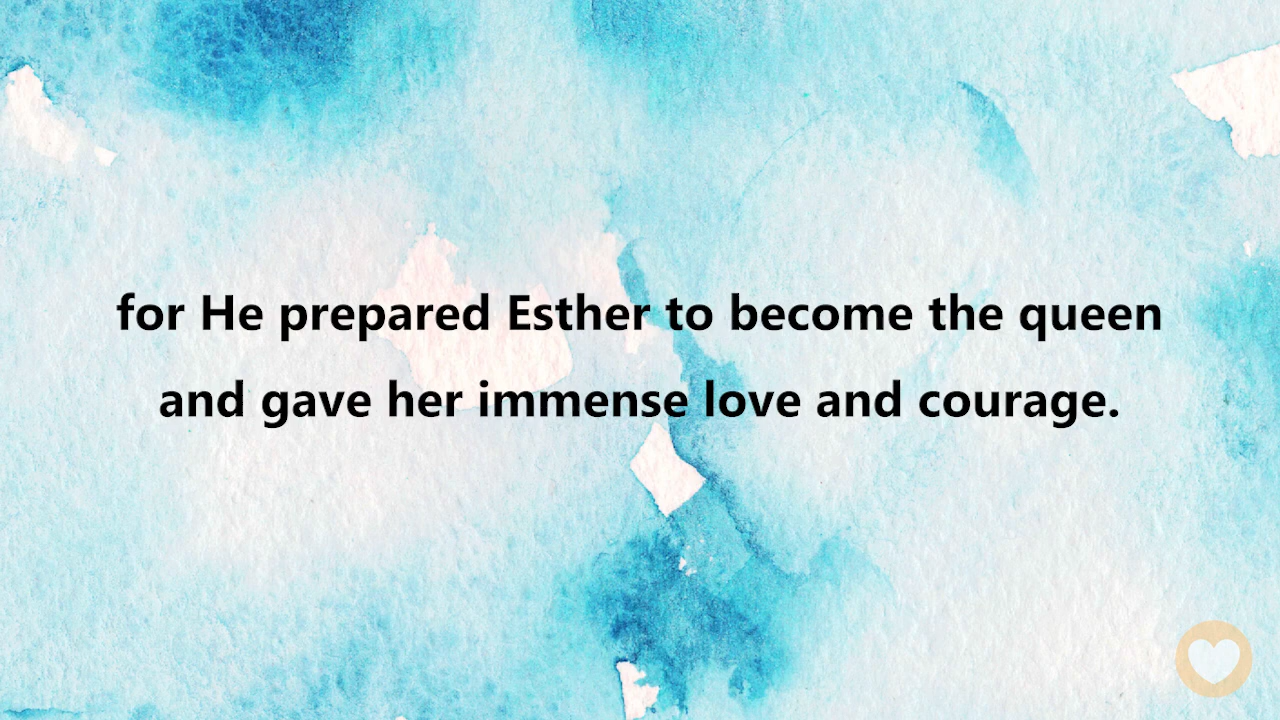 for He prepared Esther to become the queen
and gave her immense love and courage.